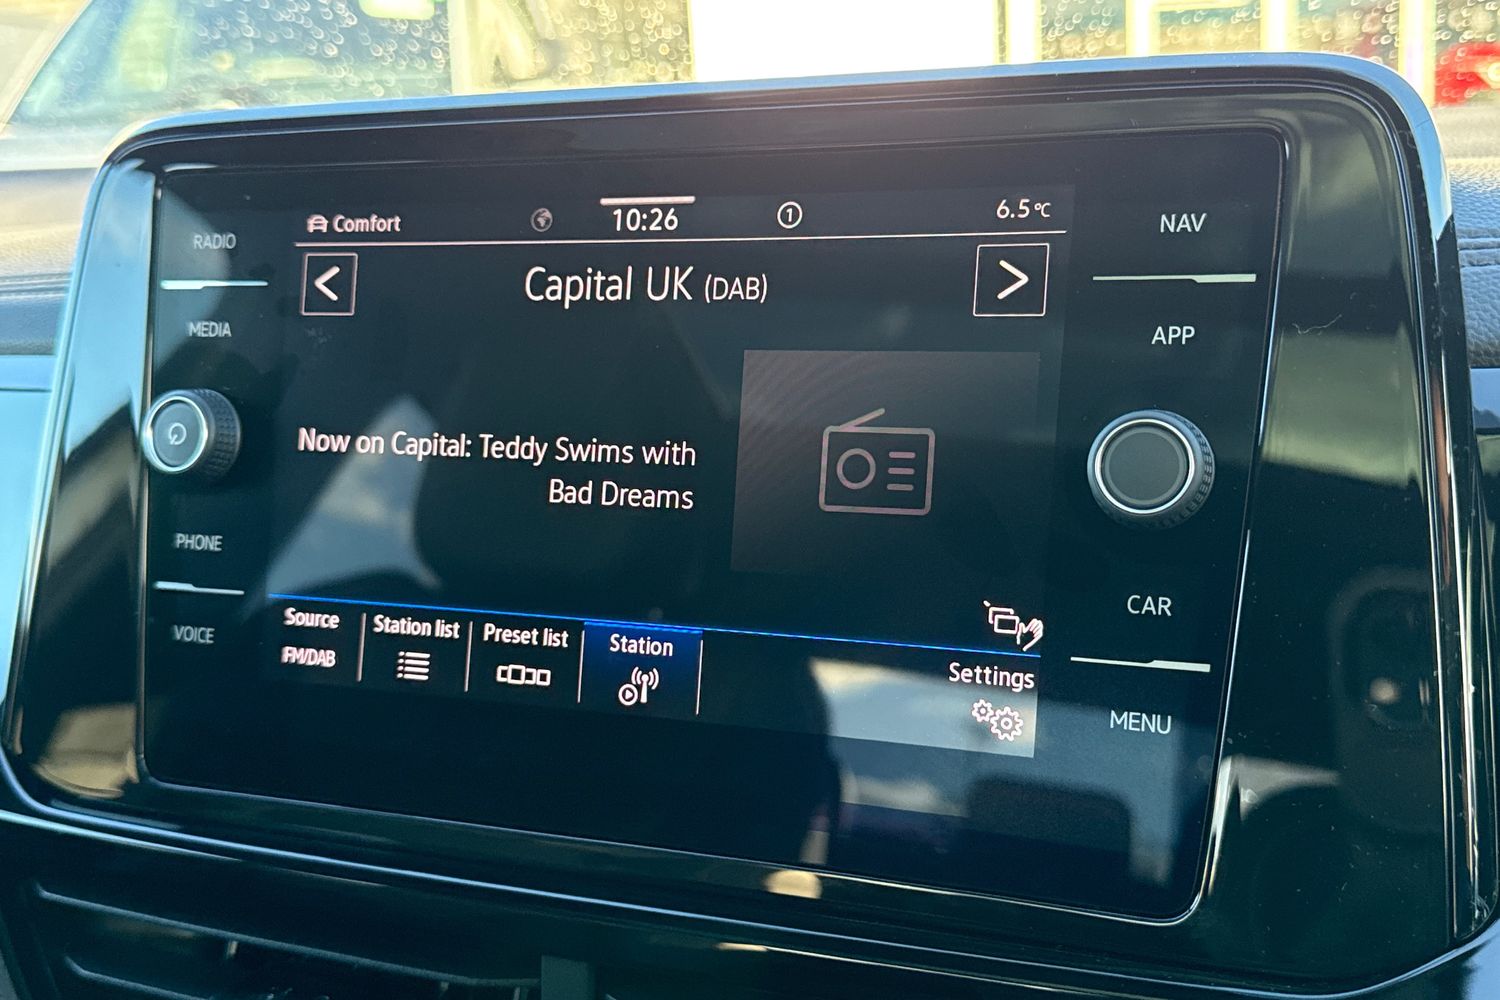 RADIO
MEDIA
PHONE
VOICE
Comfort
10:26
1
6.5°C
<
Capital UK (DAB)
>
Now on Capital: Teddy Swims with
Bad Dreams
Source
FM/DAB
Station list
Preset list
Station
Settings
NAV
APP
CAR
MENU